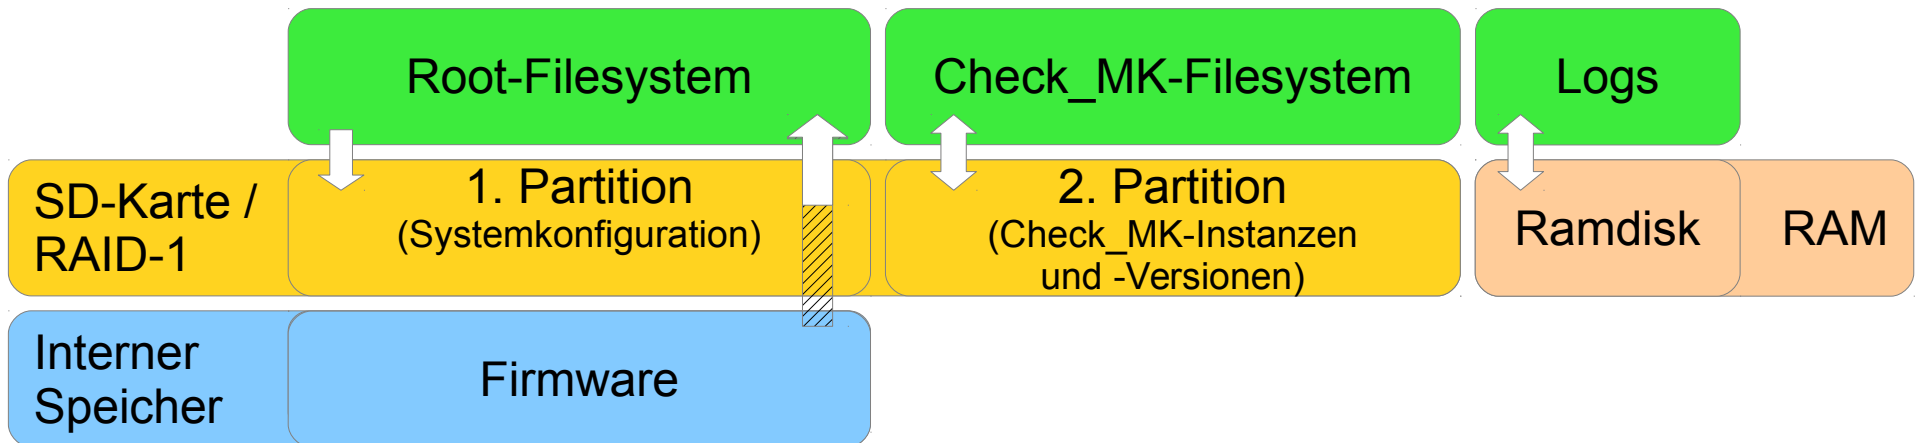 Root-Filesystem
Check_MK-Filesystem
Logs
SD-Karte /
RAID-1
1. Partition
(Systemkonfiguration)
2. Partition
(Check_MK-Instanzen
und -Versionen)
Ramdisk
RAM
Interner
Speicher
Firmware